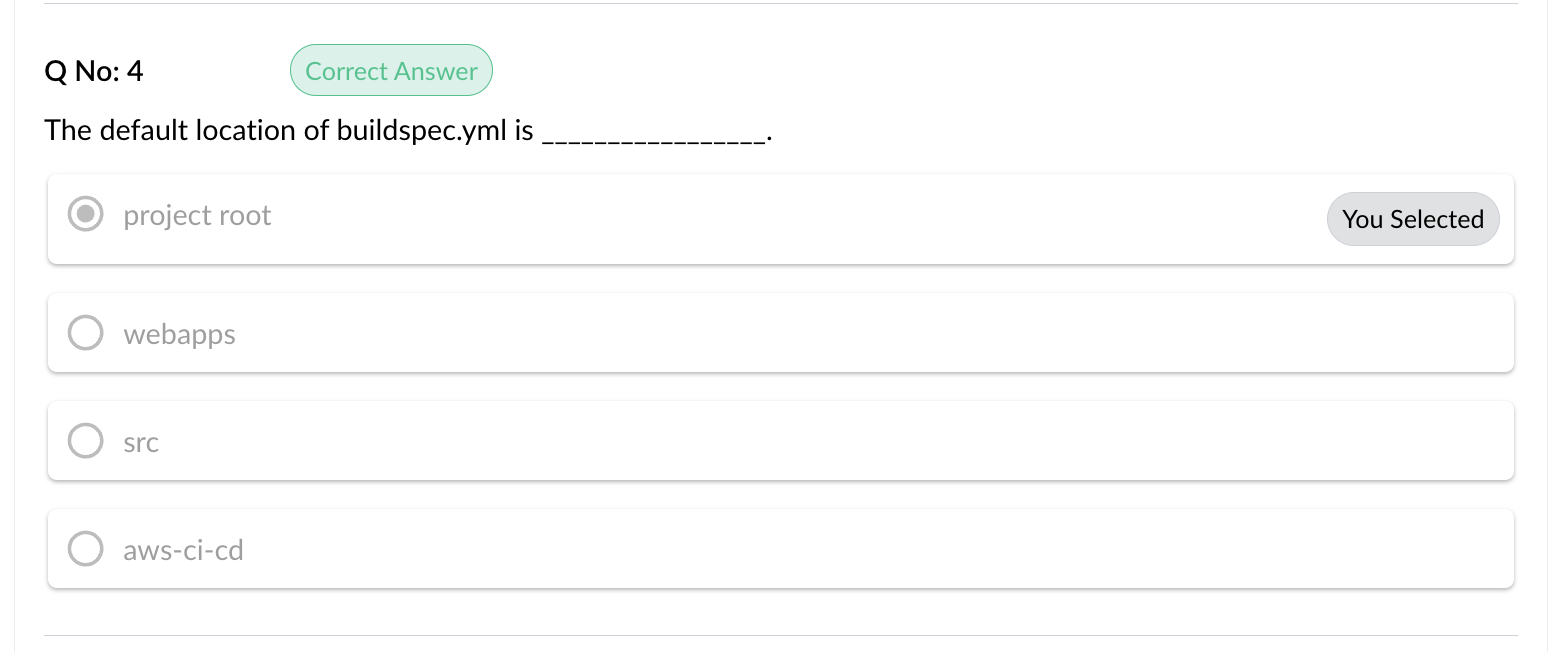 Q No: 4 Correct Answer
The default location of buildspec.yml is _________________.
project root You Selected
webapps
src
aws-ci-cd